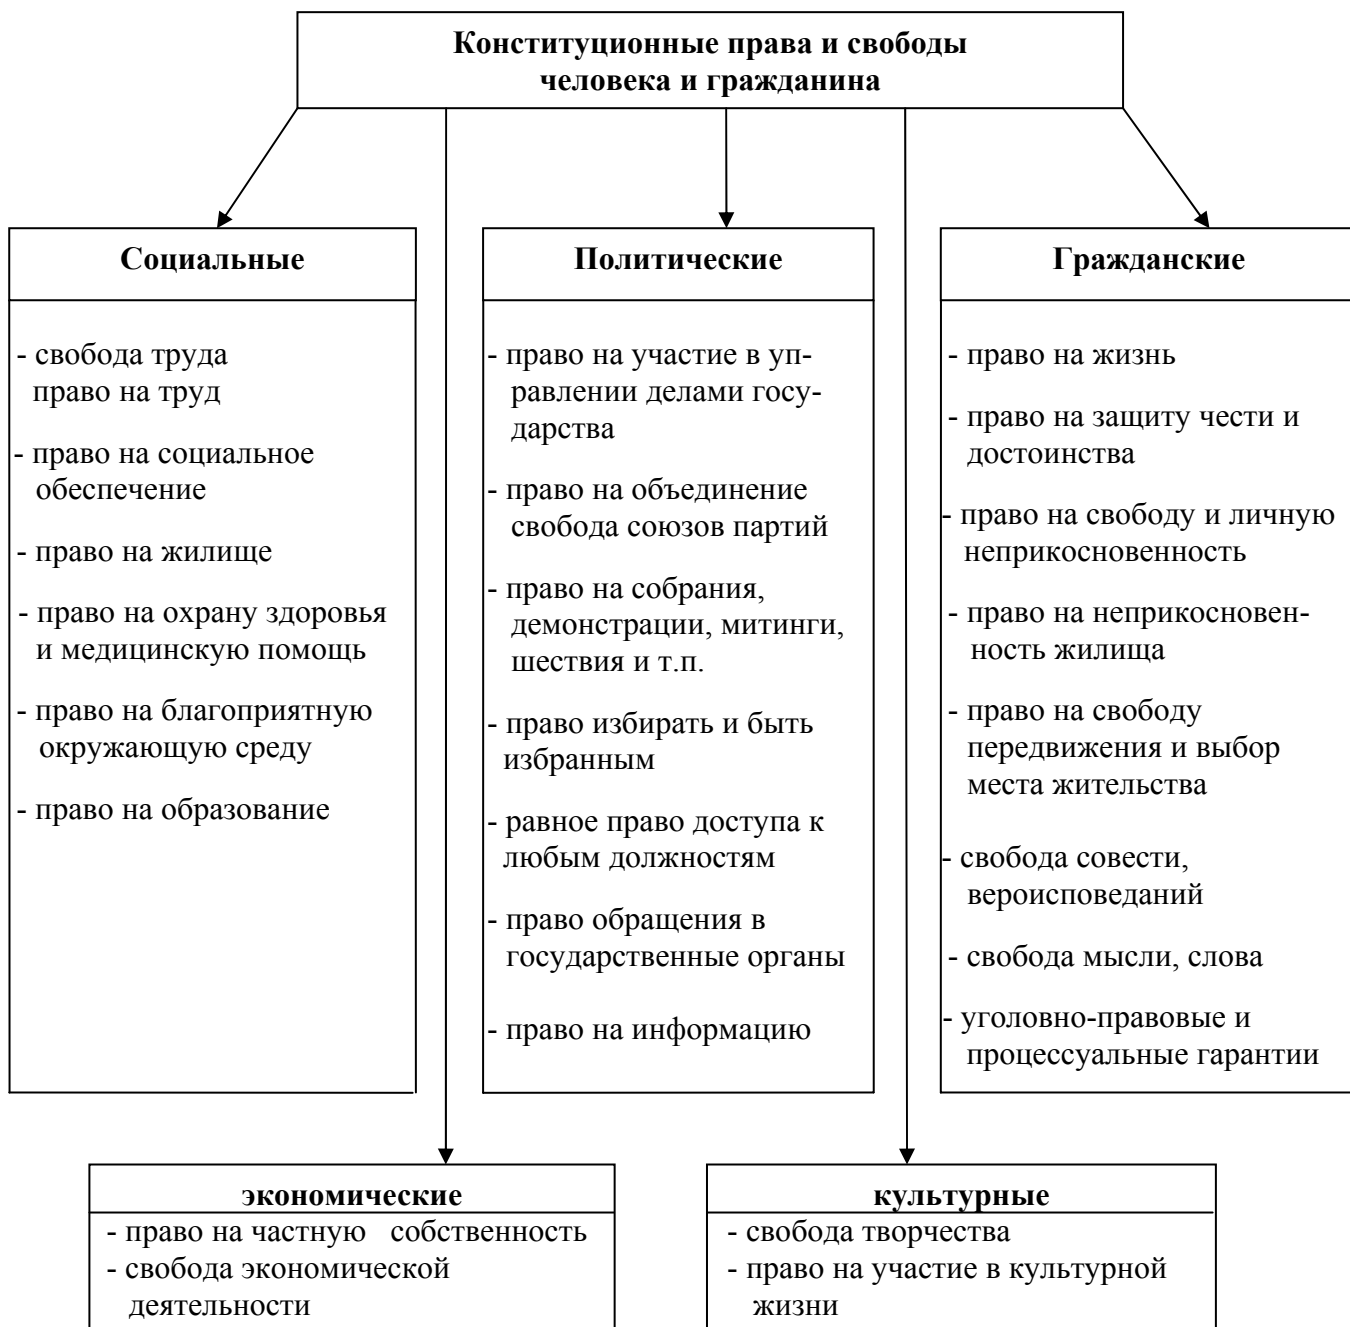 Конституционные права и свободы
человека и гражданина
Социальные
- свобода труда
право на труд
- право на социальное
обеспечение
- право на жилище
- право на охрану здоровья
и медицинскую помощь
- право на благоприятную
окружающую среду
- право на образование
Политические
- право на участие в уп-
равлении делами госу-
дарства
- право на объединение
свобода союзов партий
- право на собрания,
демонстрации, митинги,
шествия и т.п.
- право избирать и быть
избранным
- равное право доступа к
любым должностям
- право обращения в
государственные органы
- право на информацию
Гражданские
- право на жизнь
- право на защиту чести и
достоинства
- право на свободу и личную
неприкосновенность
- право на неприкосновен-
ность жилища
- право на свободу
передвижения и выбор
места жительства
- свобода совести,
вероисповеданий
- свобода мысли, слова
- уголовно-правовые и
процессуальные гарантии
экономические
- право на частную собственность
- свобода экономической
деятельности
культурные
- свобода творчества
- право на участие в культурной
жизни